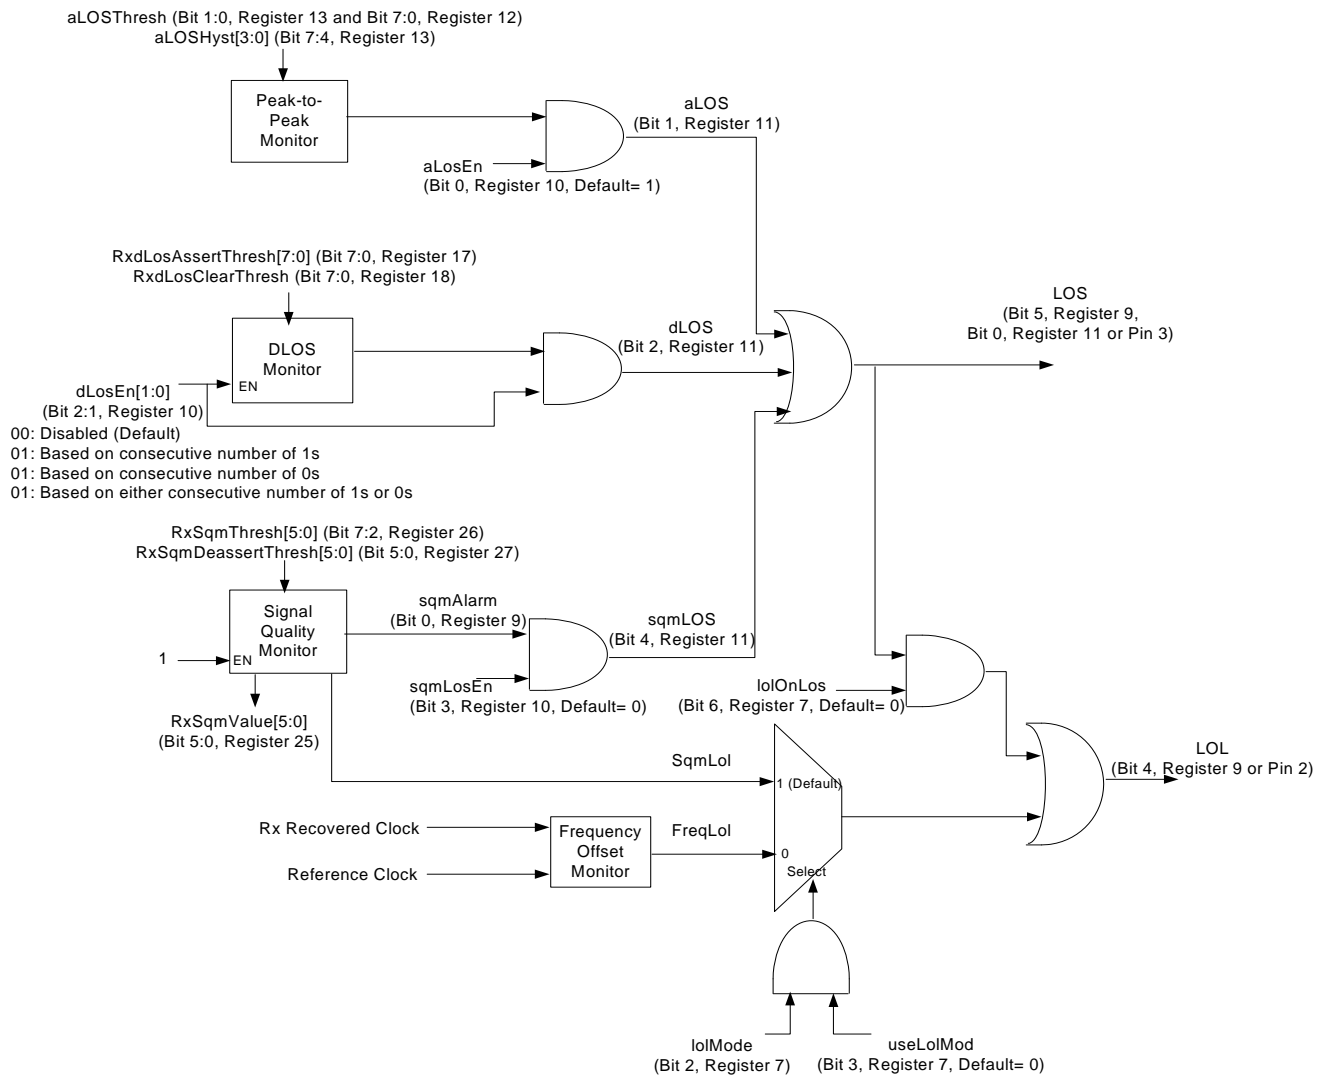 aLOSThresh (Bit 1:0, Register 13 and Bit 7:0, Register 12)
aLOSHyst[3:0] (Bit 7:4, Register 13)
Peak-to-
Peak
Monitor
aLOS
(Bit 1, Register 11)
aLosEn
(Bit 0, Register 10, Default= 1)
RxdLosAssertThresh[7:0] (Bit 7:0, Register 17)
RxdLosClearThresh (Bit 7:0, Register 18)
DLOS
Monitor
EN
dLOS
(Bit 2, Register 11)
LOS
(Bit 5, Register 9,
Bit 0, Register 11 or Pin 3)
dLosEn[1:0]
(Bit 2:1, Register 10)
00: Disabled (Default)
01: Based on consecutive number of 1s
01: Based on consecutive number of 0s
01: Based on either consecutive number of 1s or 0s
RxSqmThresh[5:0] (Bit 7:2, Register 26)
RxSqmDeassertThresh[5:0] (Bit 5:0, Register 27)
Signal
Quality
Monitor
EN
1
sqmAlarm
(Bit 0, Register 9)
sqmLOS
(Bit 4, Register 11)
sqmLosEn
(Bit 3, Register 10, Default= 0)
lolOnLos
(Bit 6, Register 7, Default= 0)
RxSqmValue[5:0]
(Bit 5:0, Register 25)
SqmLol
1 (Default)
LOL
(Bit 4, Register 9 or Pin 2)
Rx Recovered Clock
Reference Clock
Frequency
Offset
Monitor
FreqLol
0
Select
lolMode
(Bit 2, Register 7)
useLolMod
(Bit 3, Register 7, Default= 0)